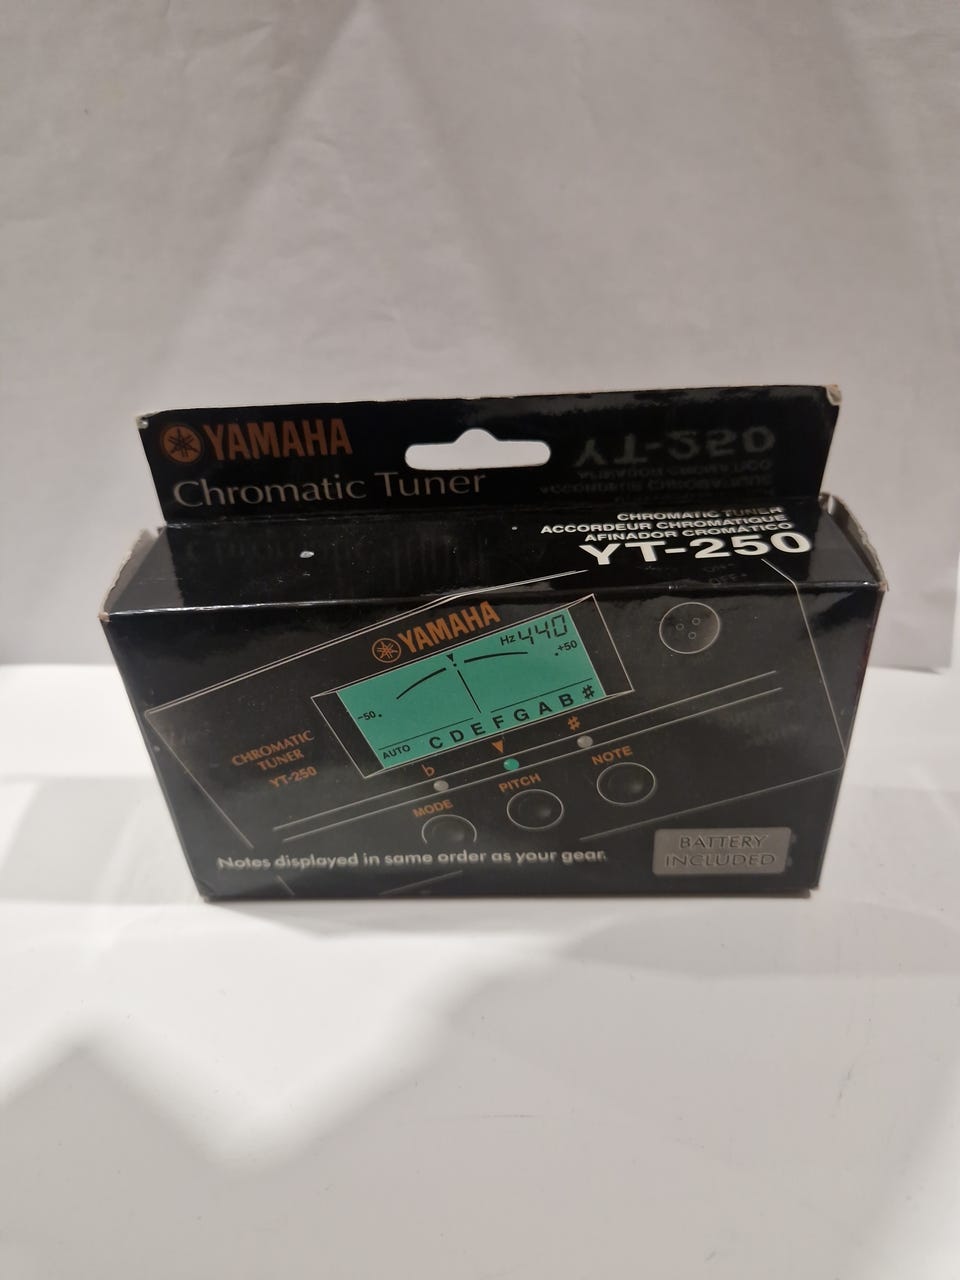 YAMAHA
Chromatic Tuner
CHROMATIC TUNER
ACCORDEUR CHROMATIQUE
AFINADOR CROMÁTICO
YT-250
YAMAHA
Hz 440
-50
+50
AUTO C D E F G A B #
CHROMATIC
TUNER
YT-250
♭ ▼ #
MODE PITCH NOTE
Notes displayed in same order as your gear.
BATTERY
INCLUDED